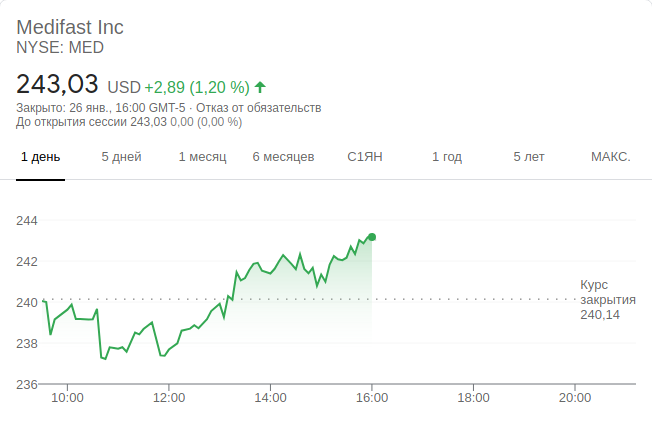 Medifast Inc
NYSE: MED
243,03 USD +2,89 (1,20 %)
Закрыто: 26 янв., 16:00 GMT-5 · Отказ от обязательств
До открытия сессии 243,03 0,00 (0,00 %)
1 день 5 дней 1 месяц 6 месяцев С1ЯН 1 год 5 лет МАКС.
244
242
240
238
236
Курс
закрытия
240,14
10:00 12:00 14:00 16:00 18:00 20:00